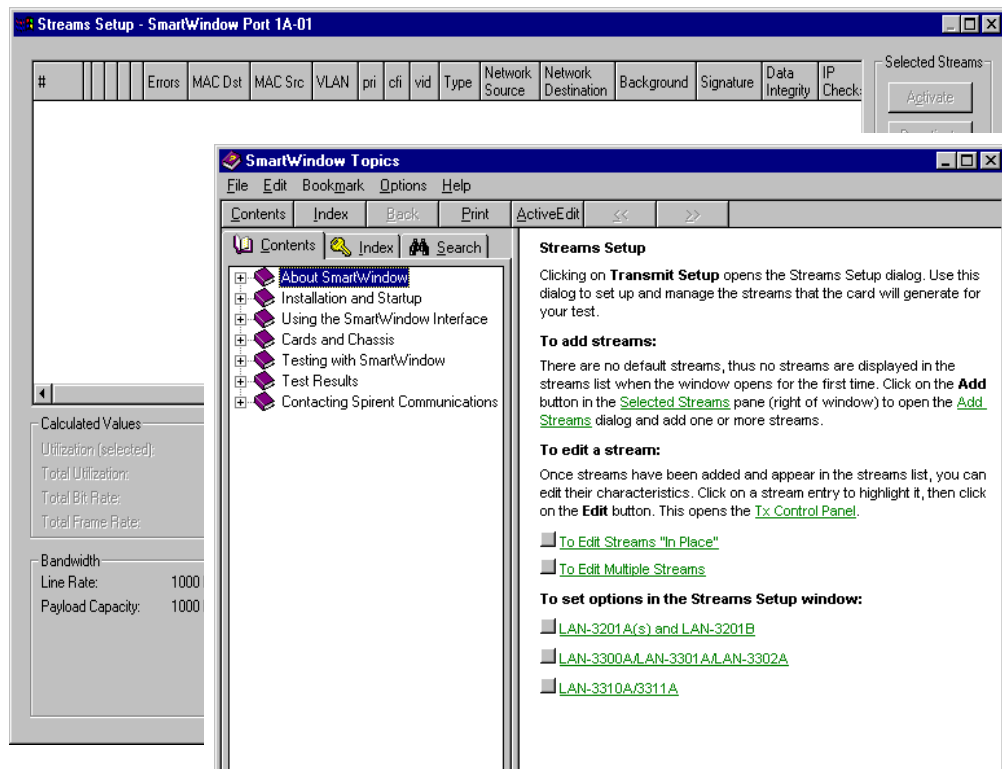 Streams Setup - SmartWindow Port 1A-01
# Errors MAC Dst MAC Src VLAN pri cfi vid Type Network Source Network Destination Background Signature Data Integrity IP Check
Selected Streams
Activate
SmartWindow Topics
File Edit Bookmark Options Help
Contents Index Back Print ActiveEdit << >>
Contents Index Search
About SmartWindow
Installation and Startup
Using the SmartWindow Interface
Cards and Chassis
Testing with SmartWindow
Test Results
Contacting Spirent Communications
Streams Setup
Clicking on Transmit Setup opens the Streams Setup dialog. Use this
dialog to set up and manage the streams that the card will generate for
your test.
To add streams:
There are no default streams, thus no streams are displayed in the
streams list when the window opens for the first time. Click on the Add
button in the Selected Streams pane (right of window) to open the Add
Streams dialog and add one or more streams.
To edit a stream:
Once streams have been added and appear in the streams list, you can
edit their characteristics. Click on a stream entry to highlight it, then click
on the Edit button. This opens the Tx Control Panel.
To Edit Streams "In Place"
To Edit Multiple Streams
To set options in the Streams Setup window:
LAN-3201A(s) and LAN-3201B
LAN-3300A/LAN-3301A/LAN-3302A
LAN-3310A/3311A
Calculated Values
Utilization (selected):
Total Utilization:
Total Bit Rate:
Total Frame Rate:
Bandwidth
Line Rate: 1000
Payload Capacity: 1000